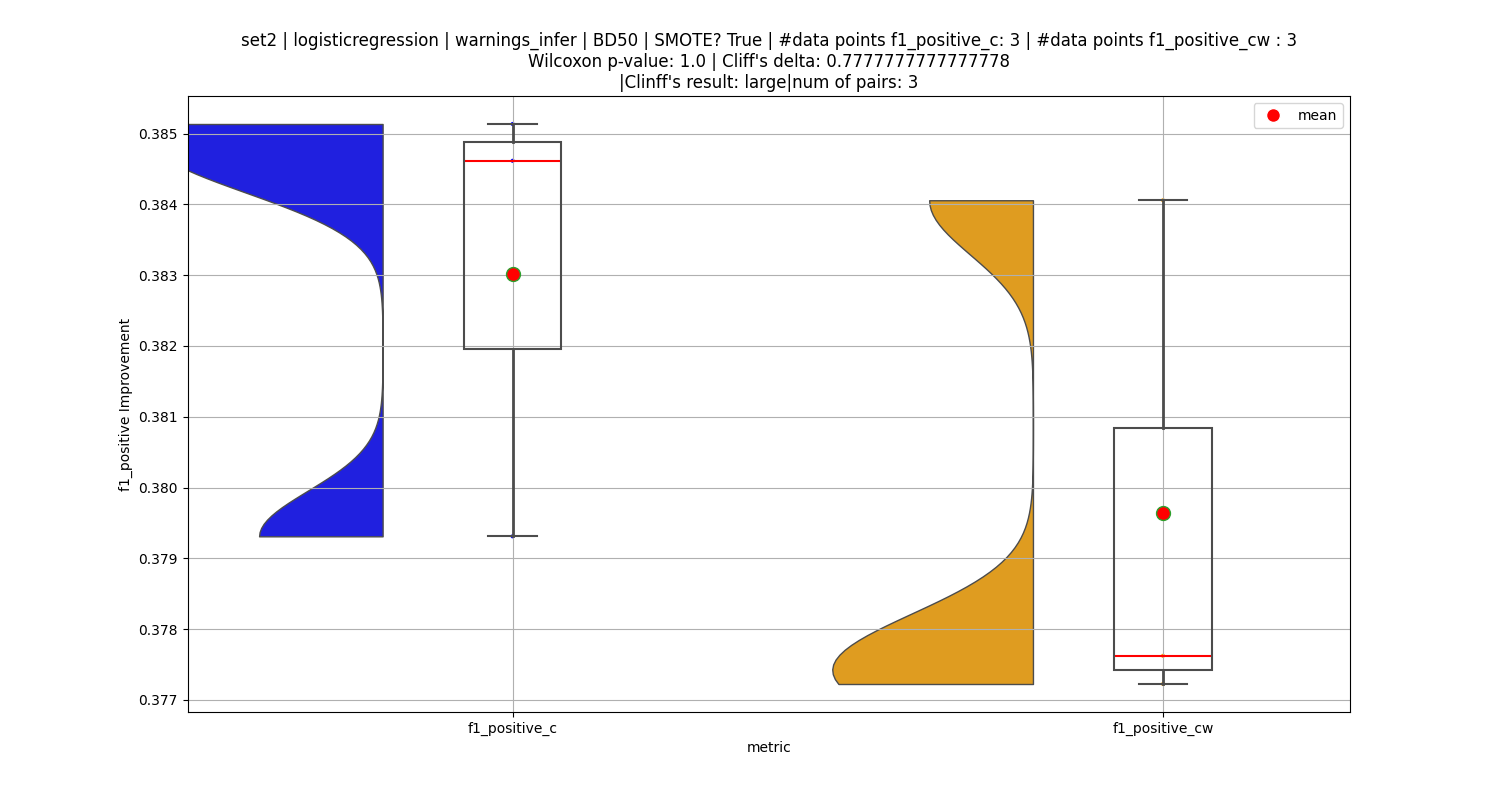 set2 | logisticregression | warnings_infer | BD50 | SMOTE? True | #data points f1_positive_c: 3 | #data points f1_positive_cw : 3
Wilcoxon p-value: 1.0 | Cliff's delta: 0.7777777777777778
|Clinff's result: large|num of pairs: 3
mean
0.385
0.384
0.383
0.382
0.381
0.380
0.379
0.378
0.377
f1_positive Improvement
f1_positive_c
f1_positive_cw
metric